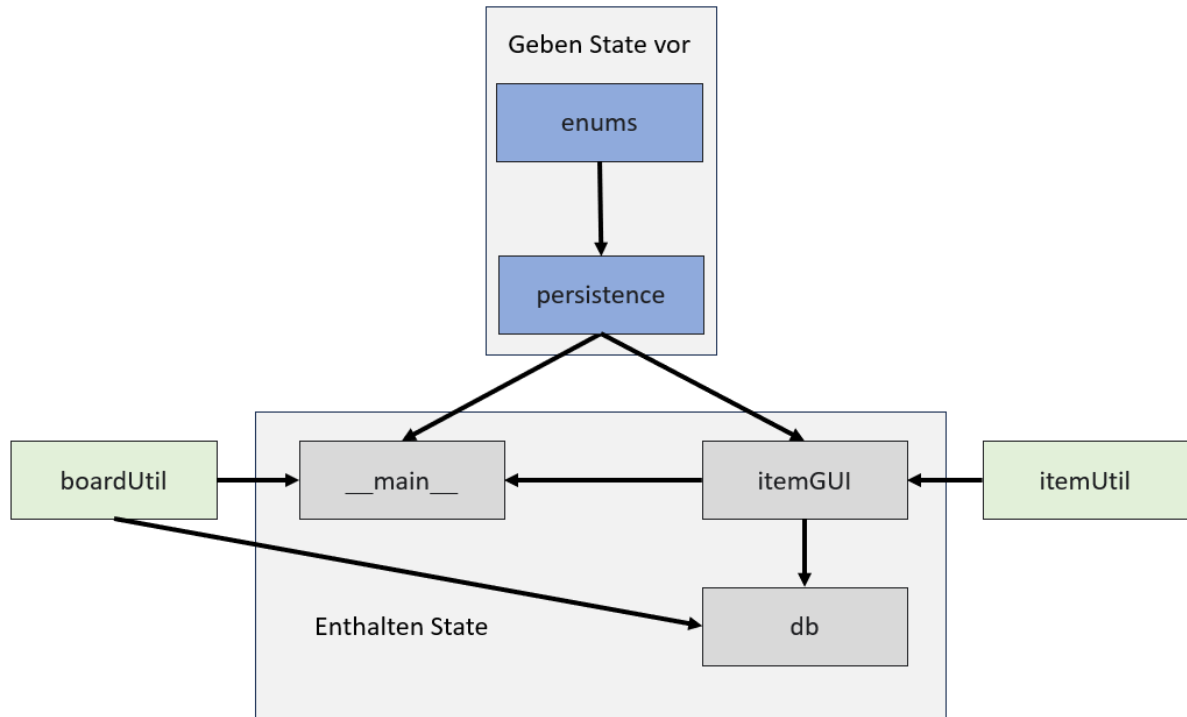 Geben State vor
enums
persistence
boardUtil
__main__
itemGUI
itemUtil
Enthalten State
db